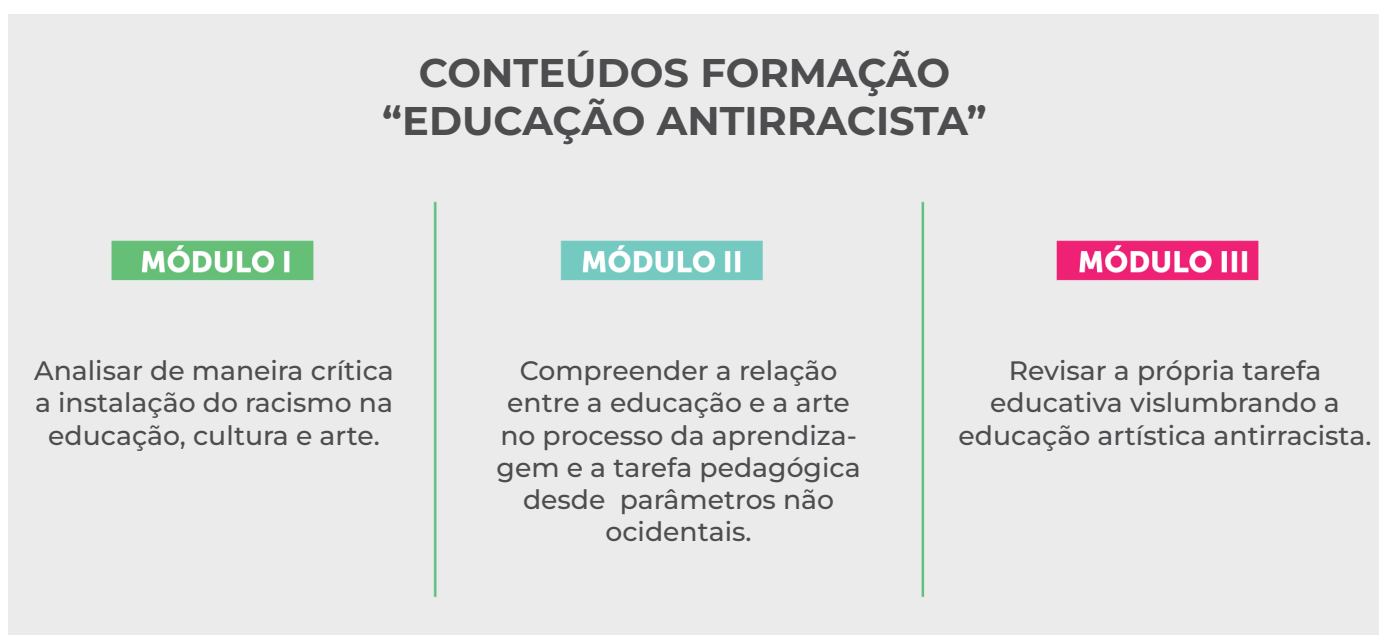 CONTEÚDOS FORMAÇÃO
“EDUCAÇÃO ANTIRRACISTA”
MÓDULO I
Analisar de maneira crítica
a instalação do racismo na
educação, cultura e arte.
MÓDULO II
Compreender a relação
entre a educação e a arte
no processo da aprendiza-
gem e a tarefa pedagógica
desde  parâmetros não
ocidentais.
MÓDULO III
Revisar a própria tarefa
educativa vislumbrando a
educação artística antirracista.